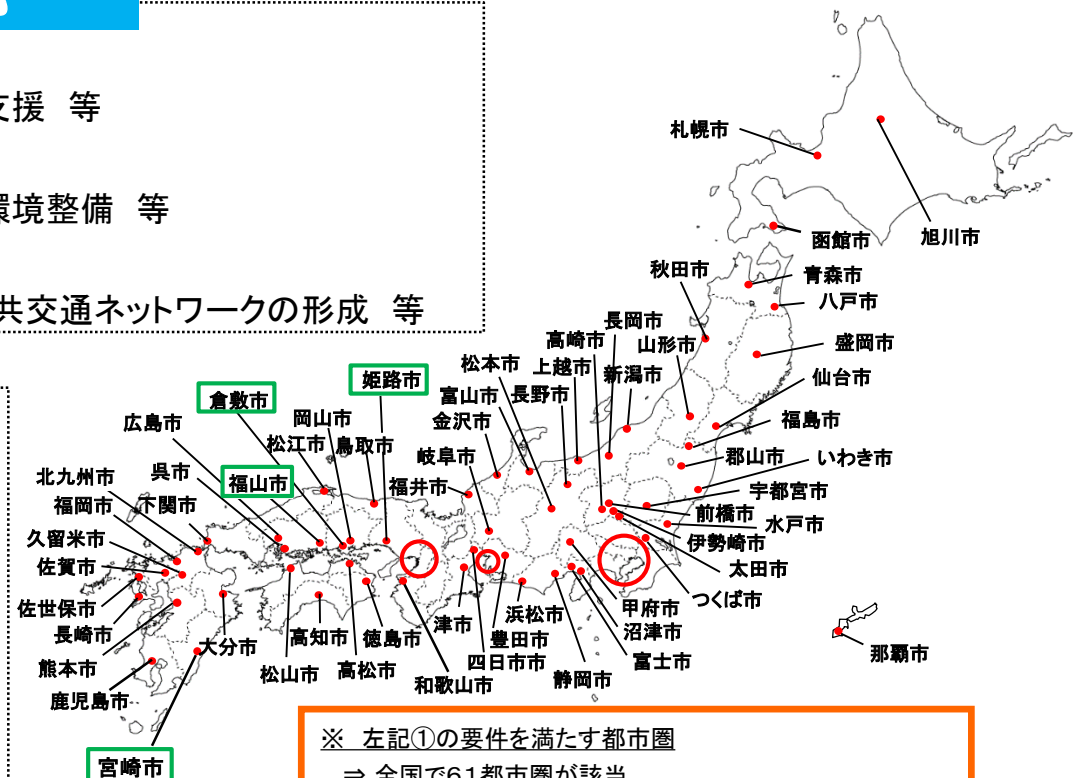 支援 等
環境整備 等
共交通ネットワークの形成 等
札幌市
函館市
旭川市
秋田市
青森市
八戸市
長岡市
高崎市
山形市
盛岡市
松本市
上越市
新潟市
仙台市
姫路市
富山市
長野市
倉敷市
岡山市
金沢市
福島市
広島市
松江市
鳥取市
岐阜市
郡山市
いわき市
北九州市
呉市
福山市
福井市
宇都宮市
福岡市
下関市
前橋市
水戸市
久留米市
伊勢崎市
佐賀市
太田市
佐世保市
つくば市
長崎市
甲府市
浜松市
津市
沼津市
大分市
高知市
徳島市
豊田市
熊本市
松山市
高松市
四日市市
富士市
那覇市
和歌山市
静岡市
鹿児島市
宮崎市
※ 左記①の要件を満たす都市圏
⇒ 全国で61都市圏が該当